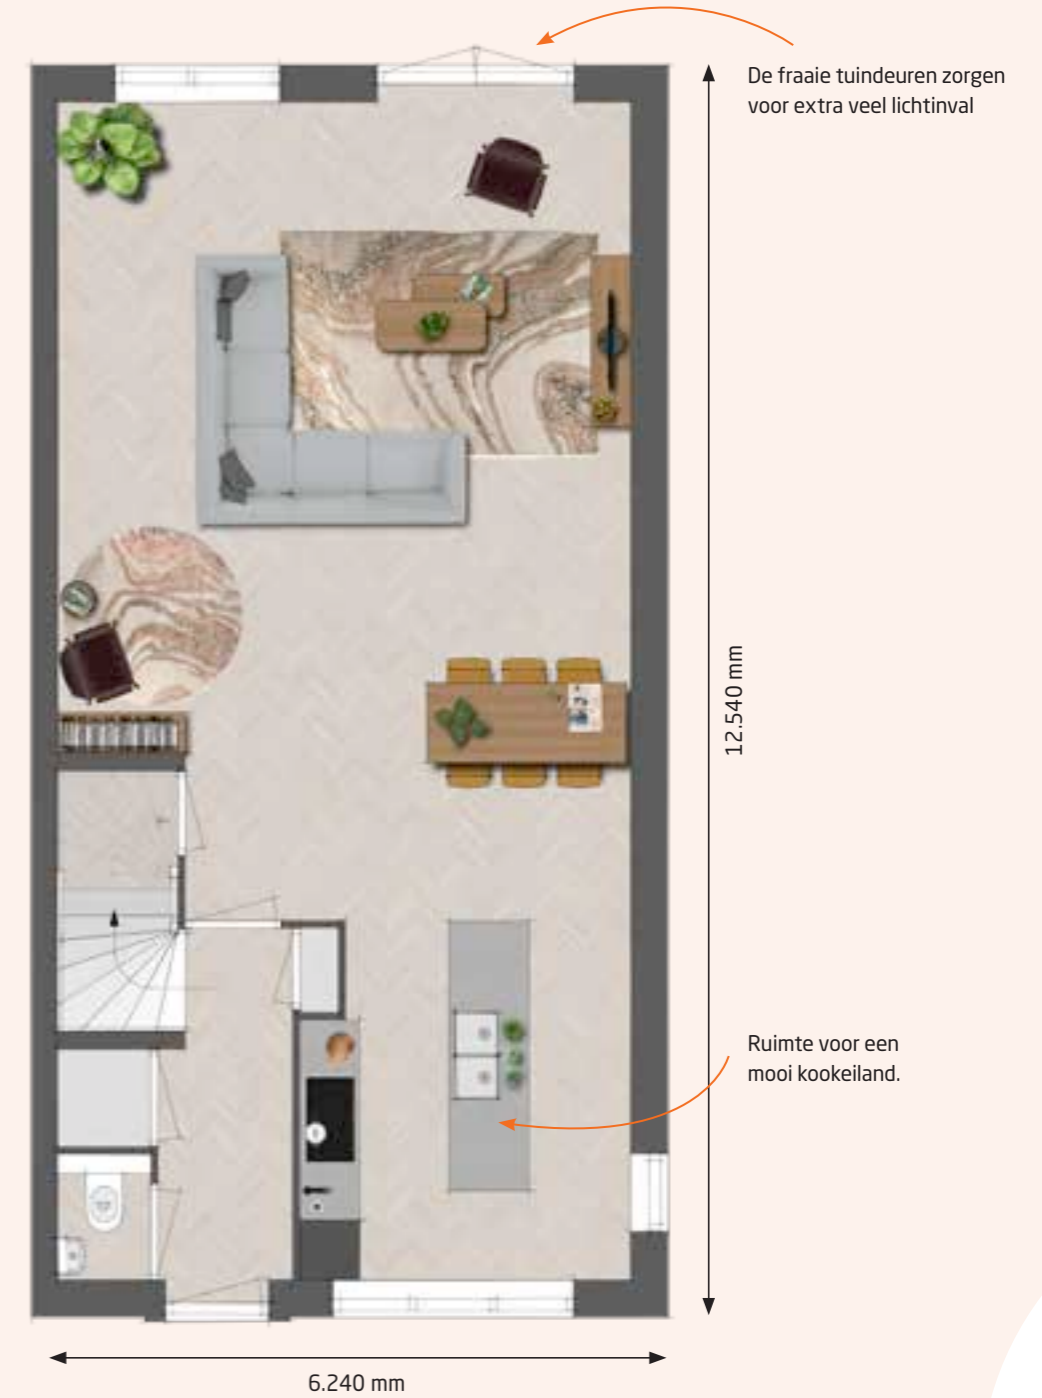 De fraaie tuindeuren zorgen
voor extra veel lichtinval
12.540 mm
Ruimte voor een
mooi kookeiland.
6.240 mm